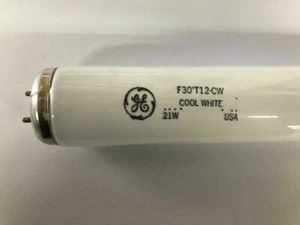 GE
F30"T12·CW
COOL WHITE
21W USA